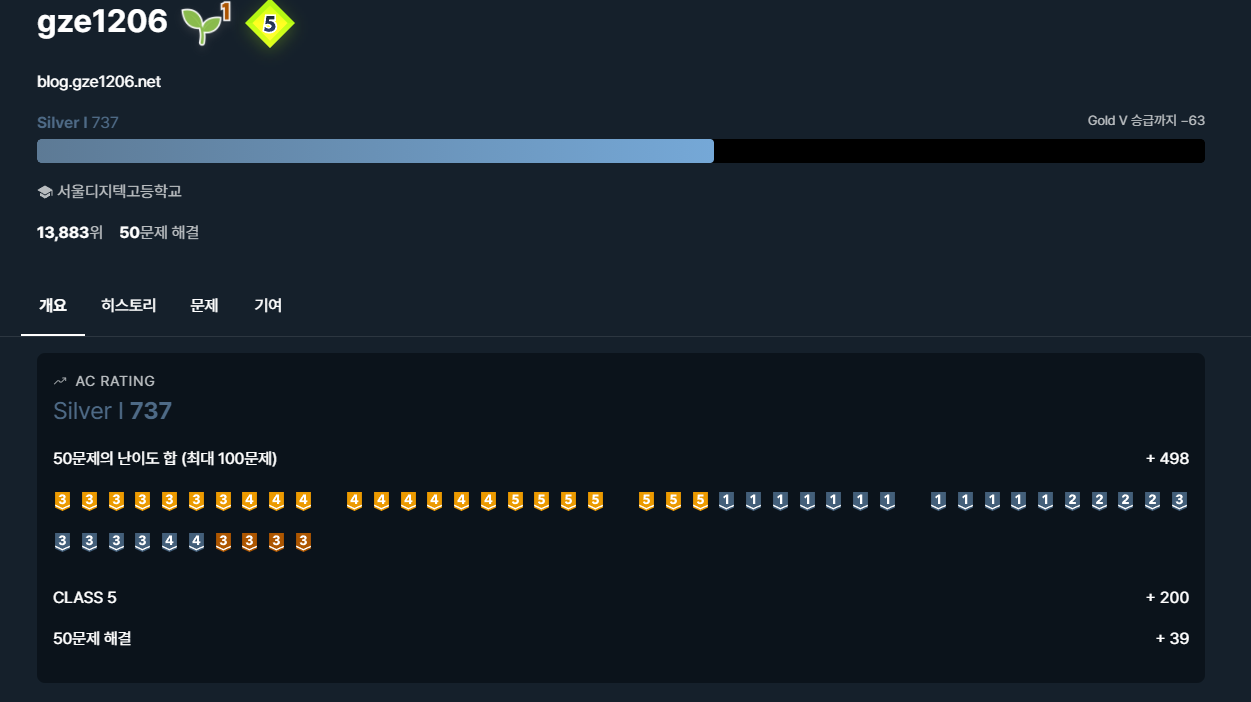 gze1206 1 5
blog.gze1206.net
Silver I 737 Gold V 승급까지 −63
서울디지텍고등학교
13,883위 50문제 해결
개요 히스토리 문제 기여
AC RATING
Silver I 737
50문제의 난이도 합 (최대 100문제) + 498
3 3 3 3 3 3 3 4 4 4 4 4 4 4 4 4 5 5 5 5 5 5 5 1 1 1 1 1 1 1 1 1 1 1 1 2 2 2 2 3
3 3 3 3 4 4 3 3 3 3
CLASS 5 + 200
50문제 해결 + 39